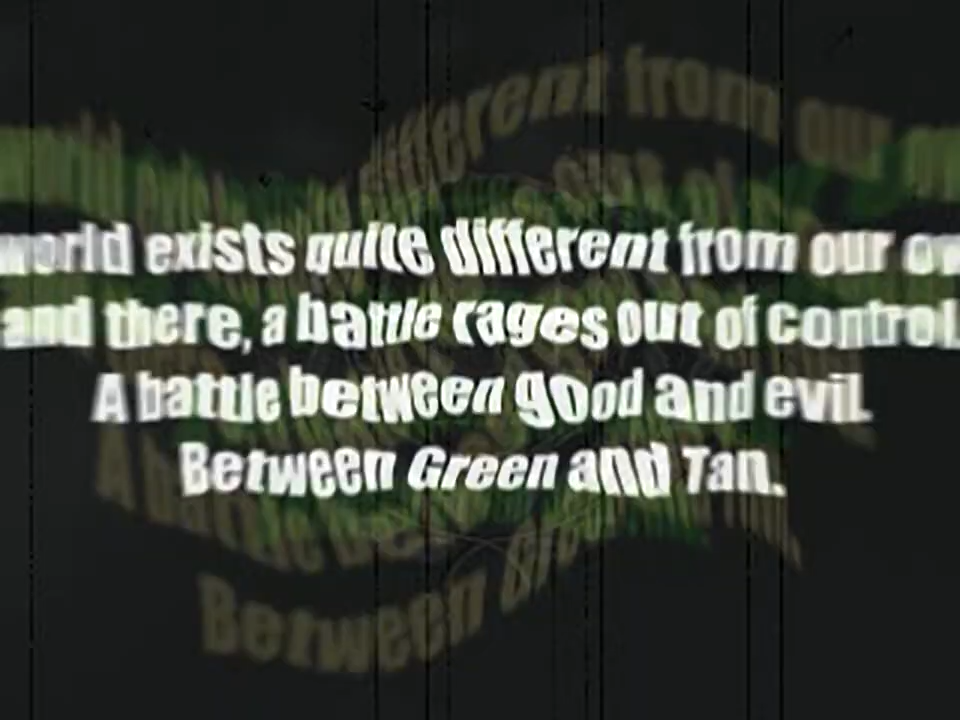 world exists quite different from our ow
and there, a battle rages out of control.
A battle between good and evil.
Between Green and Tan.